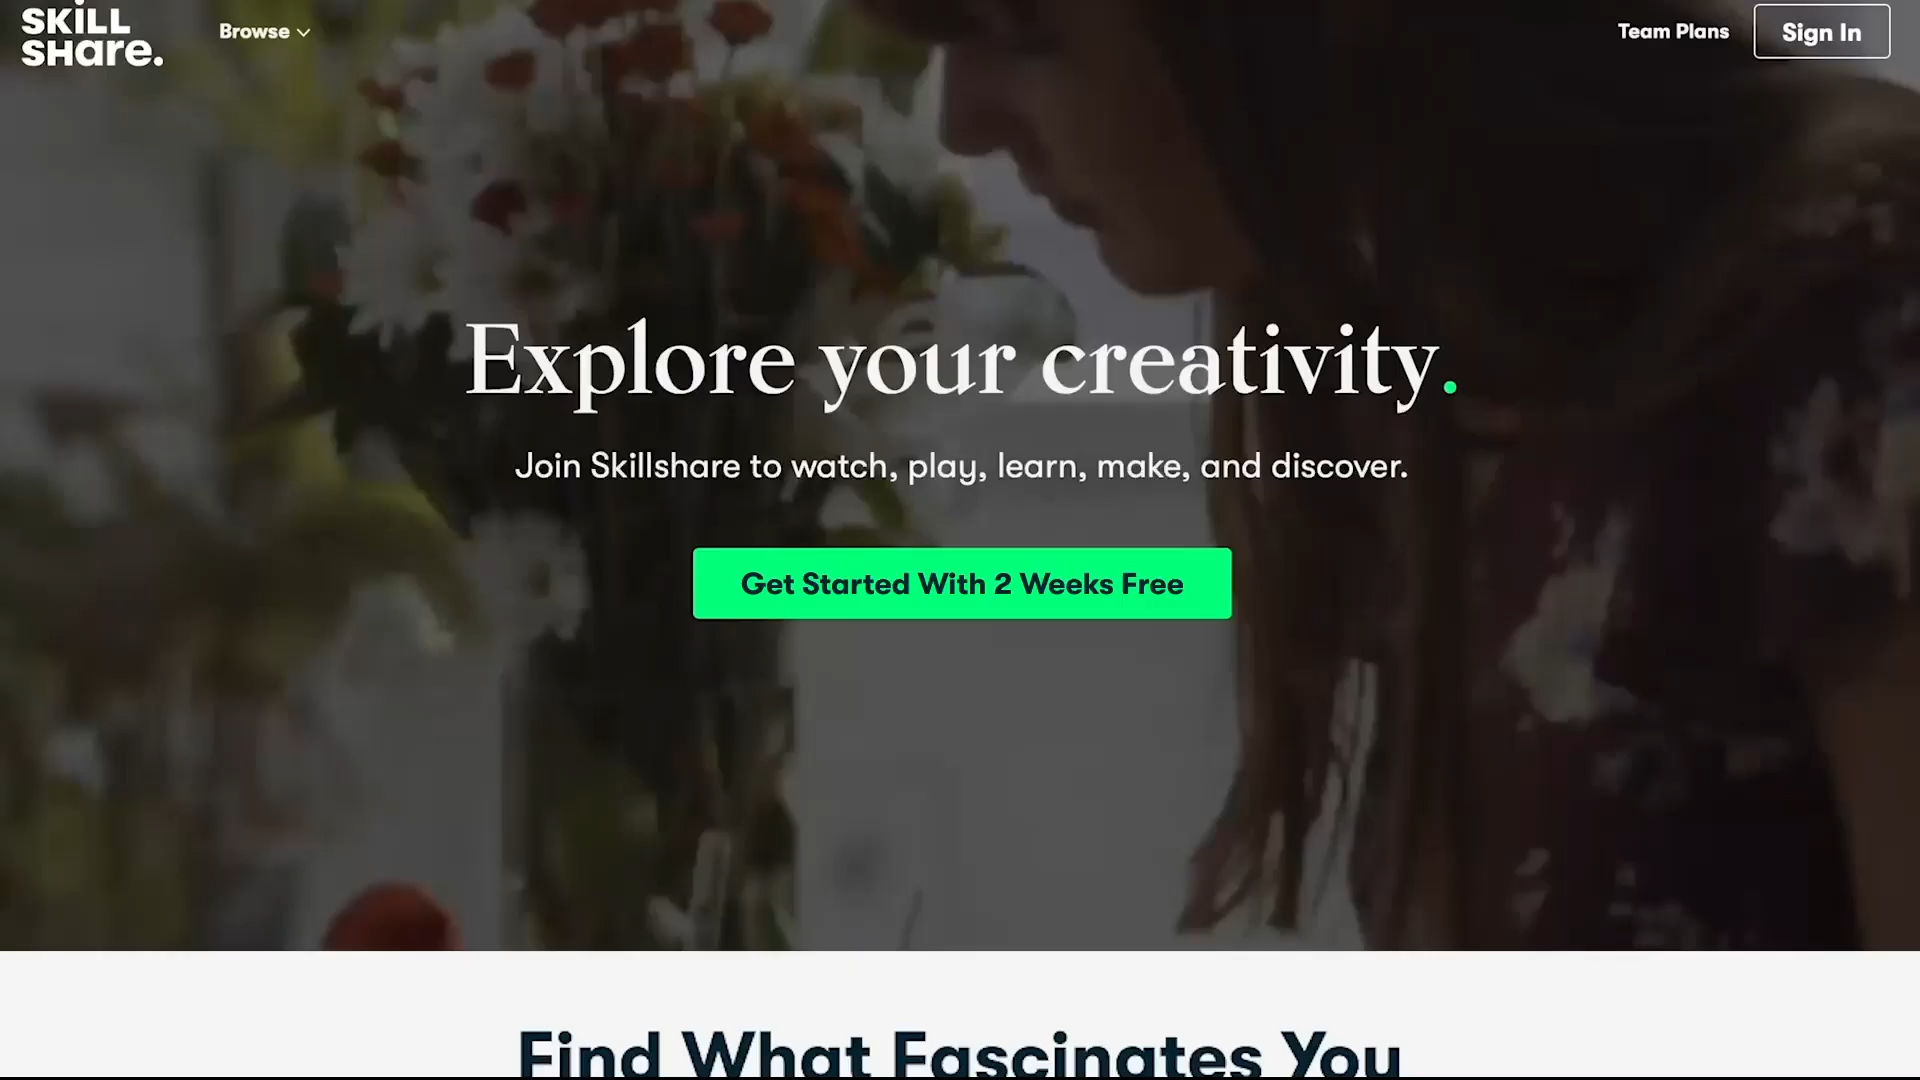 SKiLL
SHare.
Browse
Team Plans
Sign In
Explore your creativity.
Join Skillshare to watch, play, learn, make, and discover.
Get Started With 2 Weeks Free
Find What Fascinates You